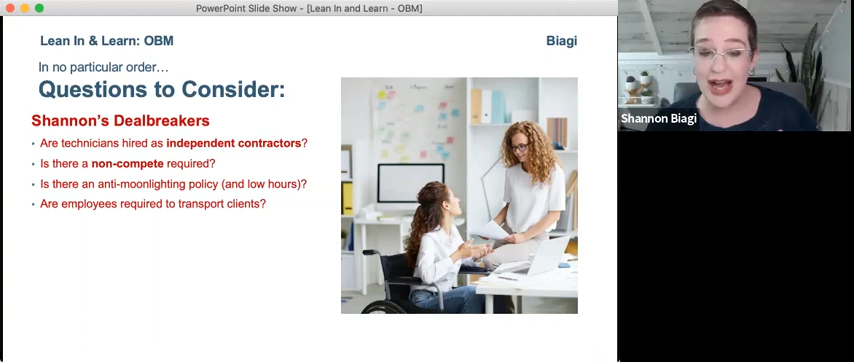 PowerPoint Slide Show - [Lean In and Learn - OBM]
Lean In & Learn: OBM
Biagi
In no particular order…
Questions to Consider:
Shannon's Dealbreakers
• Are technicians hired as independent contractors?
• Is there a non-compete required?
• Is there an anti-moonlighting policy (and low hours)?
• Are employees required to transport clients?
Shannon Biagi